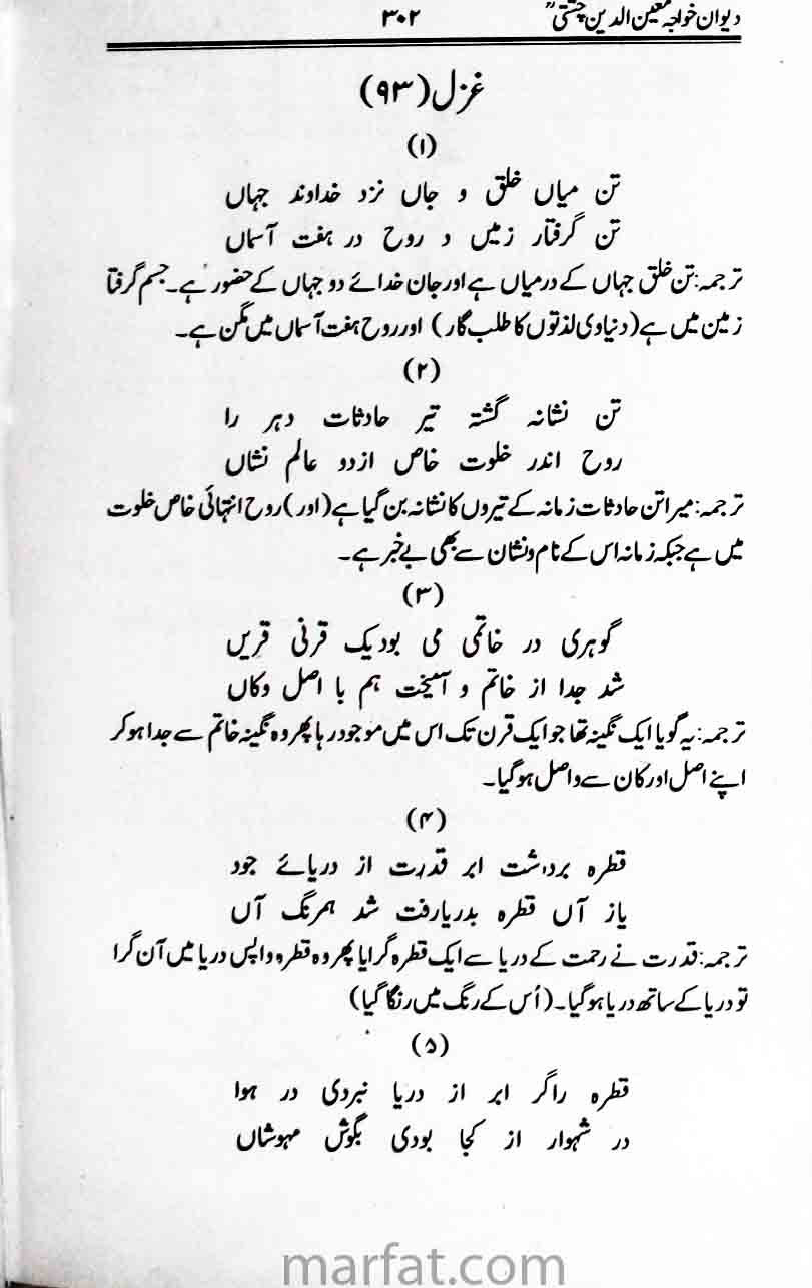 دیوان خواجہ معین الدین چشتیؒ ۳۰۲
غزل (۹۳)
(۱)
تن میاں خلق و جاں نزد خداوند جہاں
تن گرفتار زمیں و روح در ہفت آسماں
ترجمہ: تن خلق جہاں کے درمیاں ہے اور جان خدائے دو جہاں کے حضور ہے۔ جسم گرفتا
زمین میں ہے (دنیاوی لذتوں کا طلب گار) اور روح ہفت آسماں میں مگن ہے۔
(۲)
تن نشانہ گشتہ تیر حادثات دہر را
روح اندر خلوت خاص از دو عالم نشاں
ترجمہ: میرا تن حادثات زمانہ کے تیروں کا نشانہ بن گیا ہے (اور) روح انتہائی خاص خلوت
میں ہے جبکہ زمانہ اس کے نام و نشان سے بھی بے خبر ہے۔
(۳)
گوہری در خاتمی می بودیک قرنی قریں
شد جدا از خاتم و آمیخت ہم با اصل وکاں
ترجمہ: یہ گویا ایک نگینہ تھا جو ایک قرن تک اس میں موجود رہا پھر وہ نگینہ خاتم سے جدا ہو کر
اپنے اصل اور کان سے واصل ہو گیا۔
(۴)
قطرہ برداشت ابر قدرت از دریائے جود
یاز آں قطرہ بدریارفت شد ہمرنگ آں
ترجمہ: قدرت نے رحمت کے دریا سے ایک قطرہ گرایا پھر وہ قطرہ واپس دریا میں آن گرا
تو دریا کے ساتھ دریا ہو گیا۔ (اُس کے رنگ میں رنگا گیا)
(۵)
قطرہ راگر ابر از دریا نبردی در ہوا
در شہوار از کجا بودی بگوش مہوشاں
marfat.com